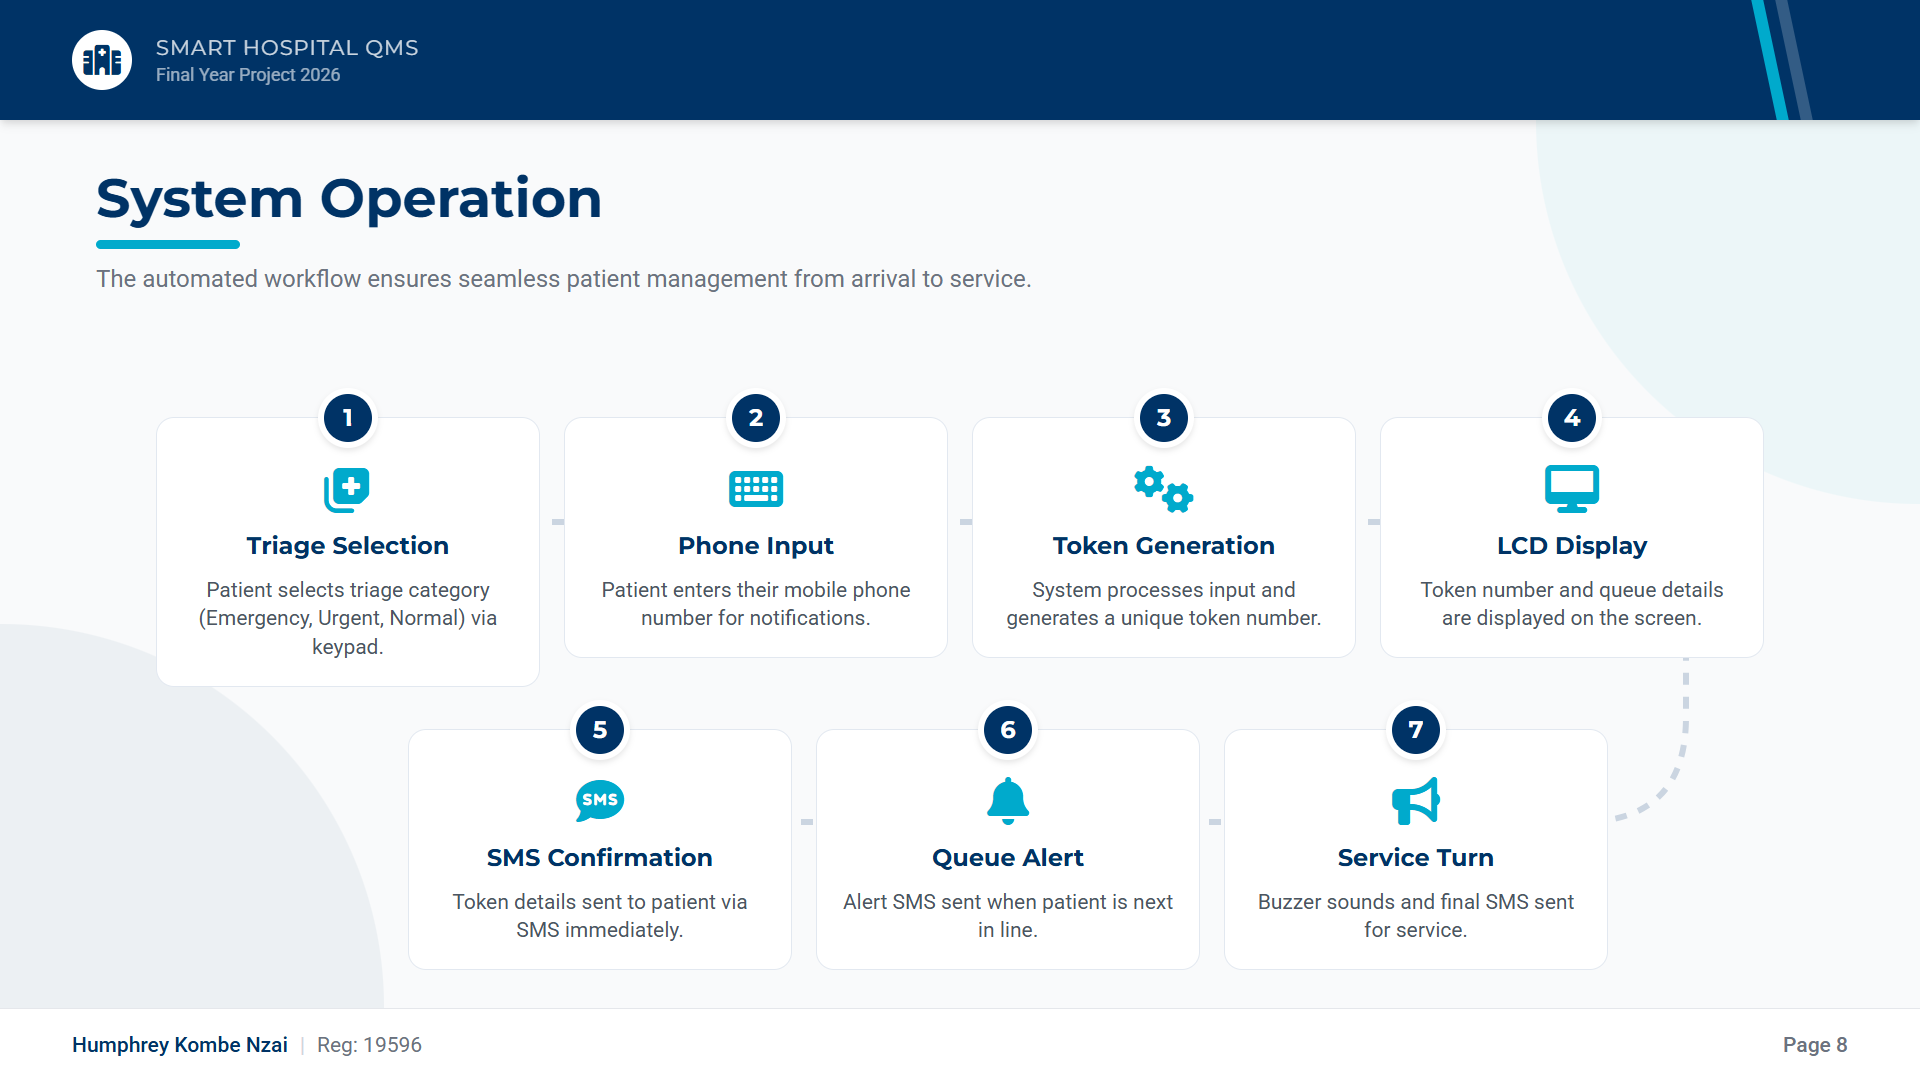 SMART HOSPITAL QMS
Final Year Project 2026
System Operation
The automated workflow ensures seamless patient management from arrival to service.
1
Triage Selection
Patient selects triage category
(Emergency, Urgent, Normal) via
keypad.
2
Phone Input
Patient enters their mobile phone
number for notifications.
3
Token Generation
System processes input and
generates a unique token number.
4
LCD Display
Token number and queue details
are displayed on the screen.
5
SMS
SMS Confirmation
Token details sent to patient via
SMS immediately.
6
Queue Alert
Alert SMS sent when patient is next
in line.
7
Service Turn
Buzzer sounds and final SMS sent
for service.
Humphrey Kombe Nzai | Reg: 19596
Page 8